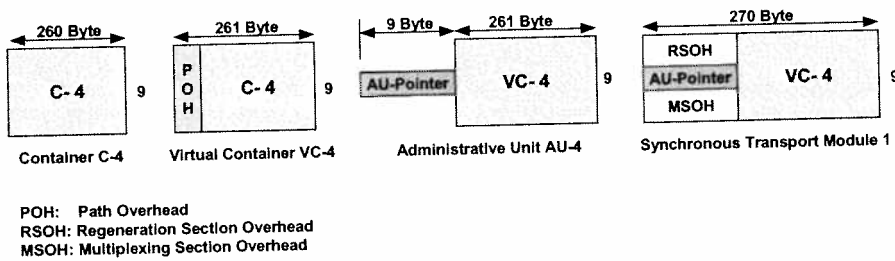 260 Byte
261 Byte
9 Byte
261 Byte
270 Byte
C- 4
9
P
O
H
C- 4
9
AU-Pointer
VC- 4
9
RSOH
AU-Pointer
MSOH
VC- 4
9
Container C-4
Virtual Container VC-4
Administrative Unit AU-4
Synchronous Transport Module 1
POH: Path Overhead
RSOH: Regeneration Section Overhead
MSOH: Multiplexing Section Overhead